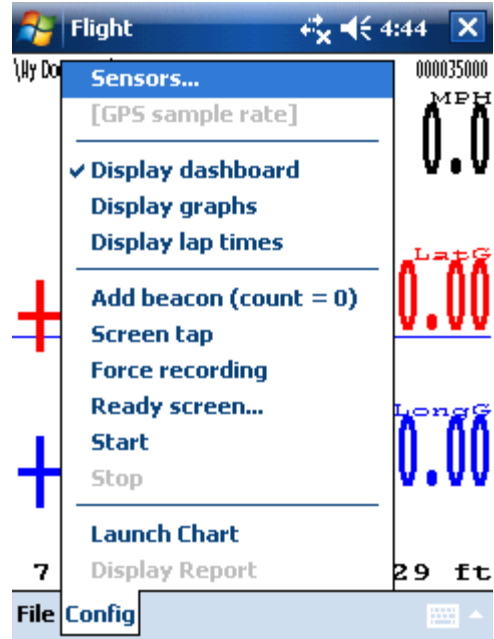 Flight 4:44
\My Do 000035000
Sensors...
MPH
[GPS sample rate]
0.0
Display dashboard
Display graphs
Display lap times
LatG
0.00
Add beacon (count = 0)
Screen tap
Force recording
Ready screen...
LongG
0.00
Start
Stop
Launch Chart
7 Display Report 29 ft
File Config